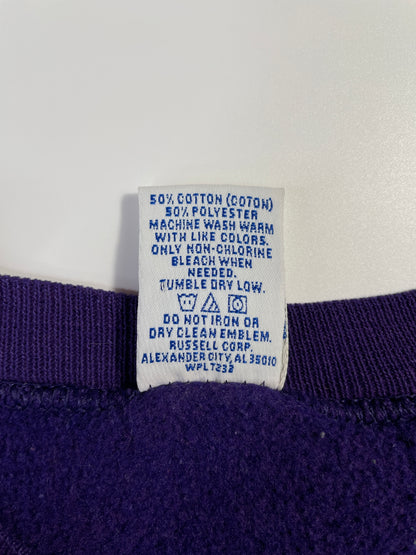 50% COTTON (COTON)
50% POLYESTER
MACHINE WASH WARM
WITH LIKE COLORS.
ONLY NON-CHLORINE
BLEACH WHEN
NEEDED.
TUMBLE DRY LOW.
DO NOT IRON OR
DRY CLEAN EMBLEM.
RUSSELL CORP.
ALEXANDER CITY, AL 35010
WPL 7232